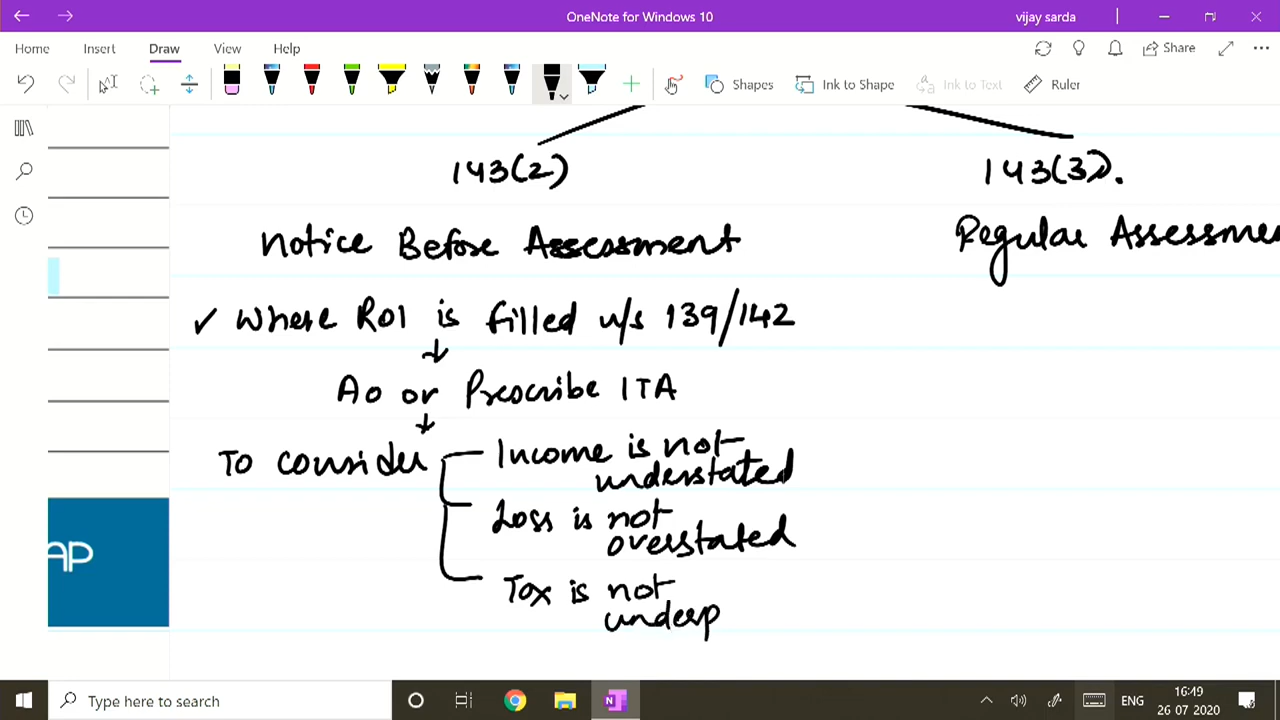 OneNote for Windows 10
vijay sarda
Home Insert Draw View Help
Share
Shapes
Ink to Shape
Ink to Text
Ruler
143(2)
143(3).
Notice Before Assessment
Regular Assessme
✓ Where ROI is filled u/s 139/142
↓
AO or Prescribe ITA
↓
To consider
Income is not
understated
Loss is not
overstated
Tax is not
underp
AP
Type here to search
ENG
16:49
26-07-2020